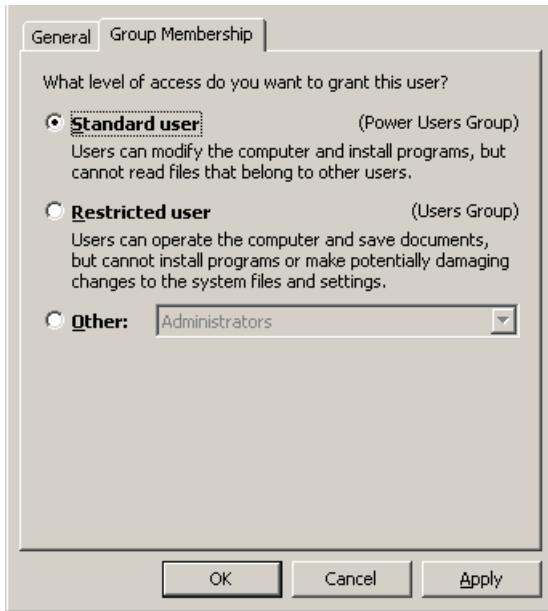 General Group Membership
What level of access do you want to grant this user?
Standard user (Power Users Group)
Users can modify the computer and install programs, but
cannot read files that belong to other users.
Restricted user (Users Group)
Users can operate the computer and save documents,
but cannot install programs or make potentially damaging
changes to the system files and settings.
Other: Administrators
OK Cancel Apply